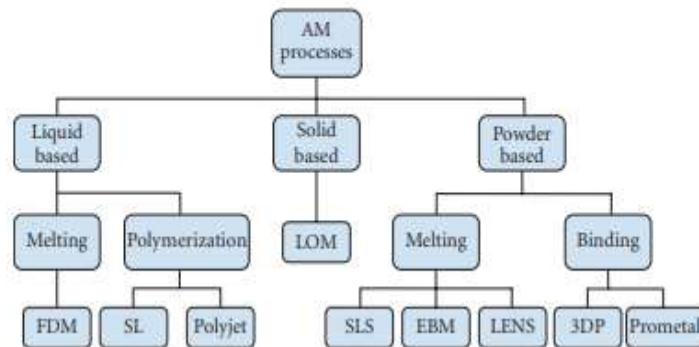 AM
processes
Liquid
based
Solid
based
Powder
based
Melting
Polymerization
LOM
Melting
Binding
FDM
SL
Polyjet
SLS
EBM
LENS
3DP
Prometal